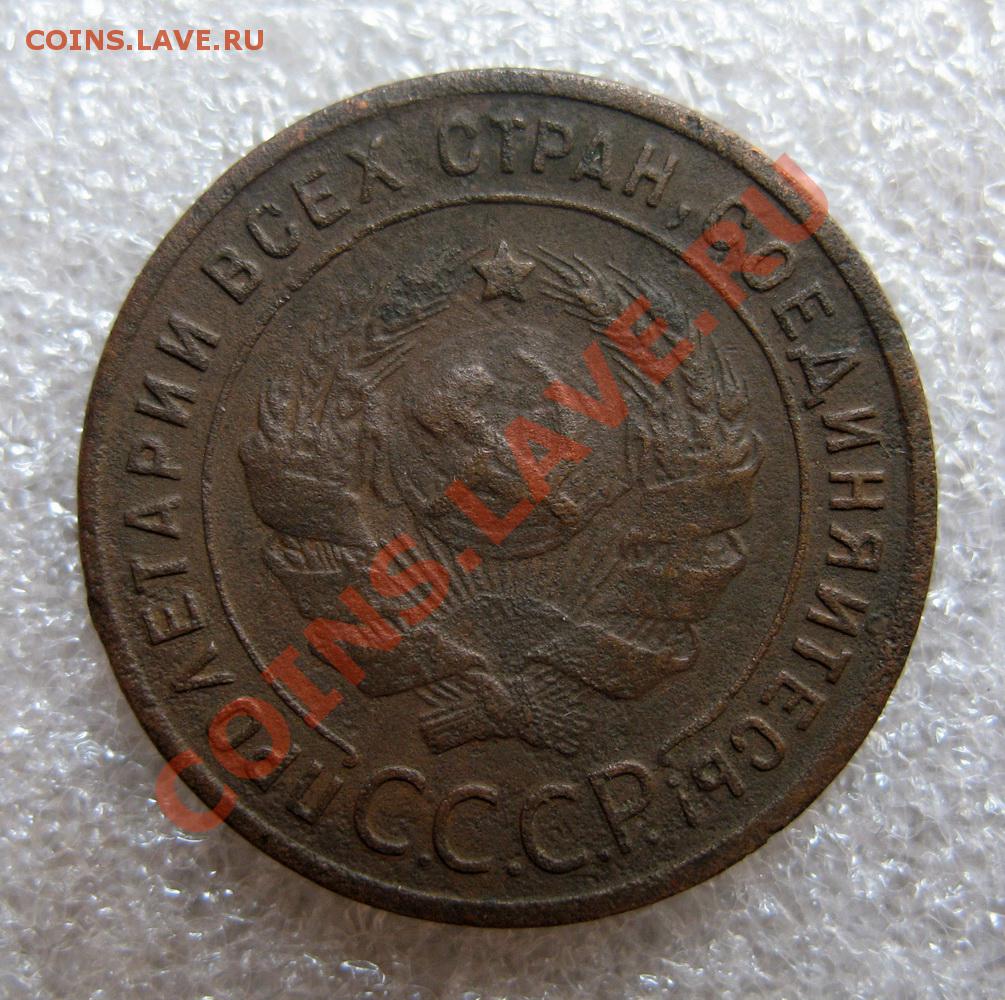 COINS.LAVE.RU
ПРОЛЕТАРИИ ВСЕХ СТРАН, СОЕДИНЯЙТЕСЬ!
С.С.С.Р.
COINS.LAVE.RU